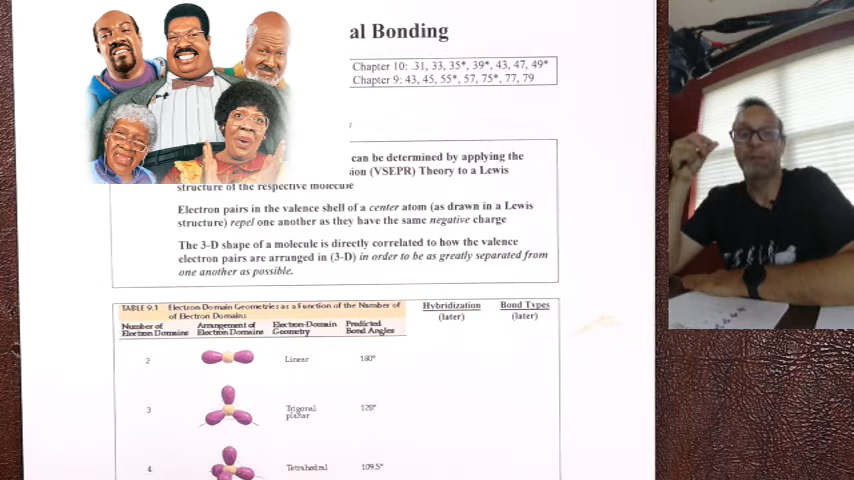 al Bonding
Chapter 10: .31, 33, 35*, 39*, 43, 47, 49*
Chapter 9: 43, 45, 55*, 57, 75*, 77, 79
can be determined by applying the
ion (VSEPR) Theory to a Lewis
structure of the respective molecule
Electron pairs in the valence shell of a center atom (as drawn in a Lewis
structure) repel one another as they have the same negative charge
The 3-D shape of a molecule is directly correlated to how the valence
electron pairs are arranged in (3-D) in order to be as greatly separated from
one another as possible.
TABLE 9.1 Electron Domain Geometries as a Function of the Number of
of Electron Domains
Hybridization Bond Types
(later) (later)
Number of Arrangement of Electron-Domain Predicted
Electron Domains Electron Domains Geometry Bond Angles
2 Linear 180°
3 Trigonal 120°
planar
4 Tetrahedral 109.5°